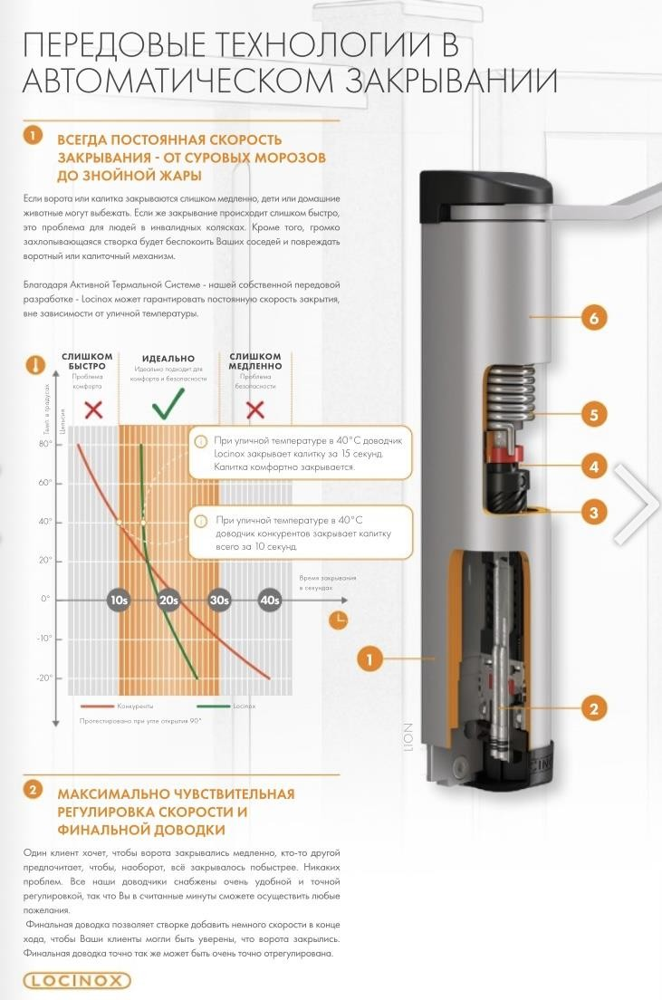 ПЕРЕДОВЫЕ ТЕХНОЛОГИИ В
АВТОМАТИЧЕСКОМ ЗАКРЫВАНИИ
1
ВСЕГДА ПОСТОЯННАЯ СКОРОСТЬ
ЗАКРЫВАНИЯ - ОТ СУРОВЫХ МОРОЗОВ
ДО ЗНОЙНОЙ ЖАРЫ
Если ворота или калитка закрываются слишком медленно, дети или домашние
животные могут выбежать. Если же закрывание происходит слишком быстро,
это проблема для людей в инвалидных колясках. Кроме того, громко
захлопывающаяся створка будет беспокоить Ваших соседей и повреждать
воротный или калиточный механизм.
Благодаря Активной Термальной Системе - нашей собственной передовой
разработке - Locinox может гарантировать постоянную скорость закрытия,
вне зависимости от уличной температуры.
СЛИШКОМ
БЫСТРО
Проблема
комфорта
ИДЕАЛЬНО
Идеально подходит для
комфорта и безопасности
СЛИШКОМ
МЕДЛЕННО
Проблема
безопасности
Темп. в градусах
Цельсия
80°
60°
40°
20°
0°
-10°
-20°
При уличной температуре в 40°C доводчик
Locinox закрывает калитку за 15 секунд.
Калитка комфортно закрывается.
При уличной температуре в 40°C
доводчик конкурентов закрывает калитку
всего за 10 секунд.
Время закрывания
в секундах
10s
20s
30s
40s
Конкуренты
Locinox
Протестировано при угле открытия 90°
6
5
4
3
1
2
LION
CINO
2
МАКСИМАЛЬНО ЧУВСТВИТЕЛЬНАЯ
РЕГУЛИРОВКА СКОРОСТИ И
ФИНАЛЬНОЙ ДОВОДКИ
Один клиент хочет, чтобы ворота закрывались медленно, кто-то другой
предпочитает, чтобы, наоборот, всё закрывалось побыстрее. Никаких
проблем. Все наши доводчики снабжены очень удобной и точной
регулировкой, так что Вы в считанные минуты сможете осуществить любые
пожелания.
Финальная доводка позволяет створке добавить немного скорости в конце
хода, чтобы Ваши клиенты могли быть уверены, что ворота закрылись.
Финальная доводка точно так же может быть очень точно отрегулирована.
LOCINOX